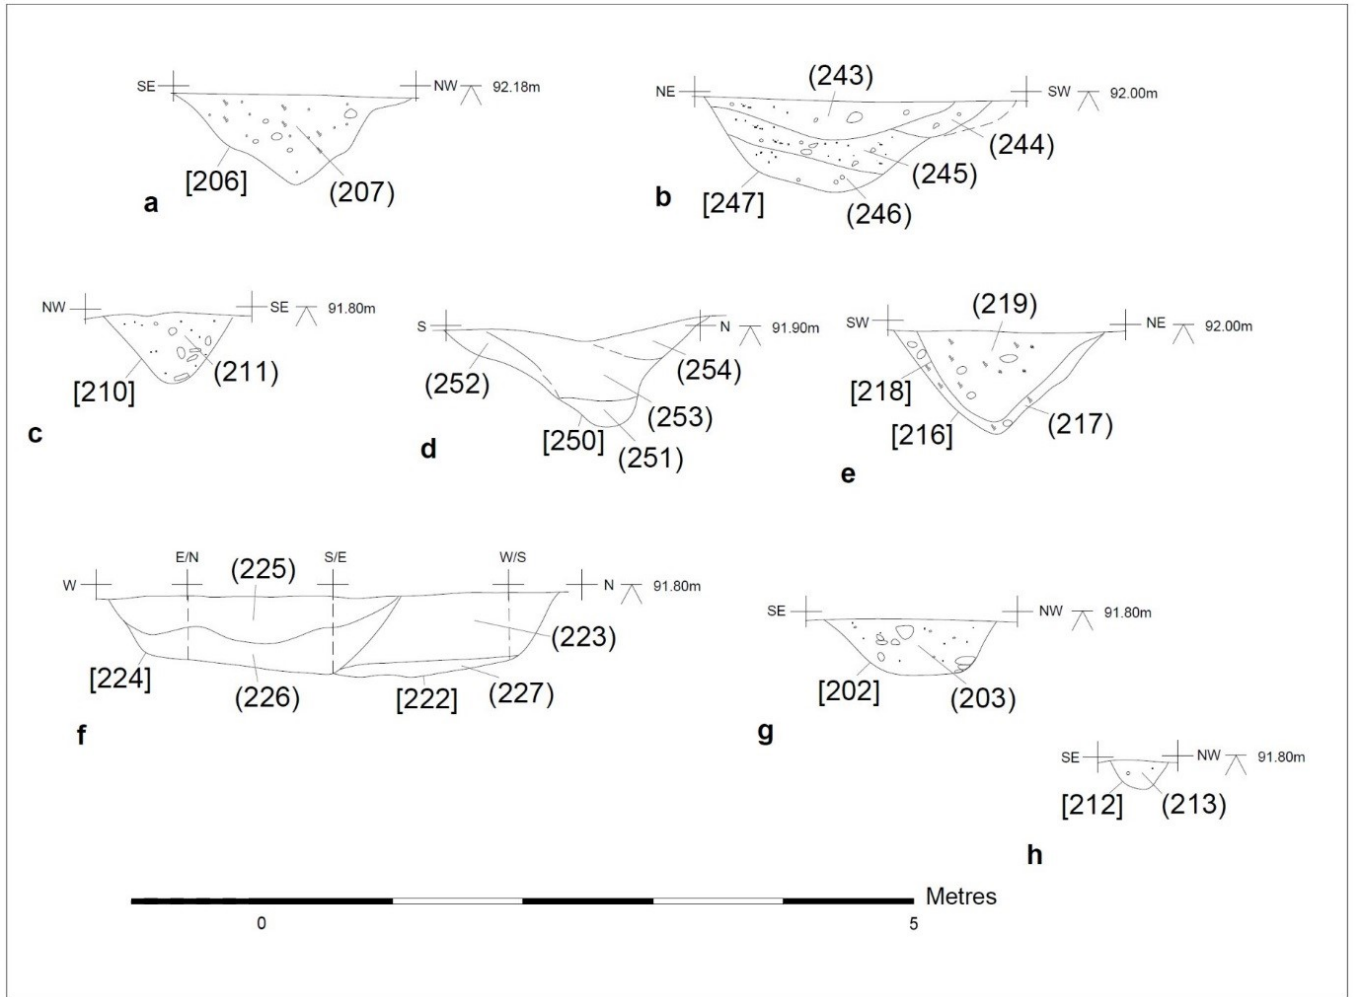 SE NW 92.18m
[206] (207)
a
NE SW 92.00m
(243)
(244)
(245)
[247] (246)
b
NW SE 91.80m
[210] (211)
c
S N 91.90m
(252) (254)
(253)
[250] (251)
d
SW NE 92.00m
(219)
[218]
[216] (217)
e
W E/N S/E W/S N 91.80m
(225)
(223)
[224] (226) [222] (227)
f
SE NW 91.80m
[202] (203)
g
SE NW 91.80m
[212] (213)
h
Metres
0 5